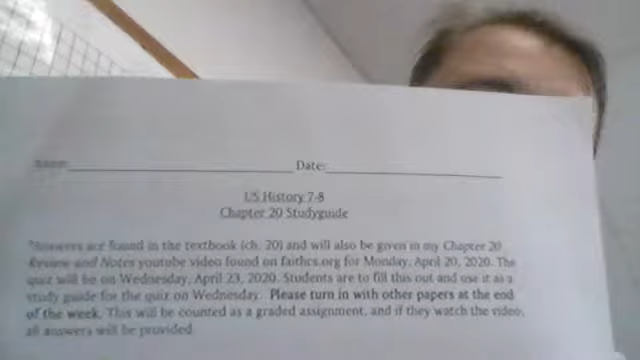 Name: Date:
US History 7-8
Chapter 20 Studyguide
*Answers are found in the textbook (ch. 20) and will also be given in my Chapter 20
Review and Notes youtube video found on faithcs.org for Monday, April 20, 2020. The
quiz will be on Wednesday, April 23, 2020. Students are to fill this out and use it as a
study guide for the quiz on Wednesday. Please turn in with other papers at the end
of the week. This will be counted as a graded assignment, and if they watch the video,
all answers will be provided.